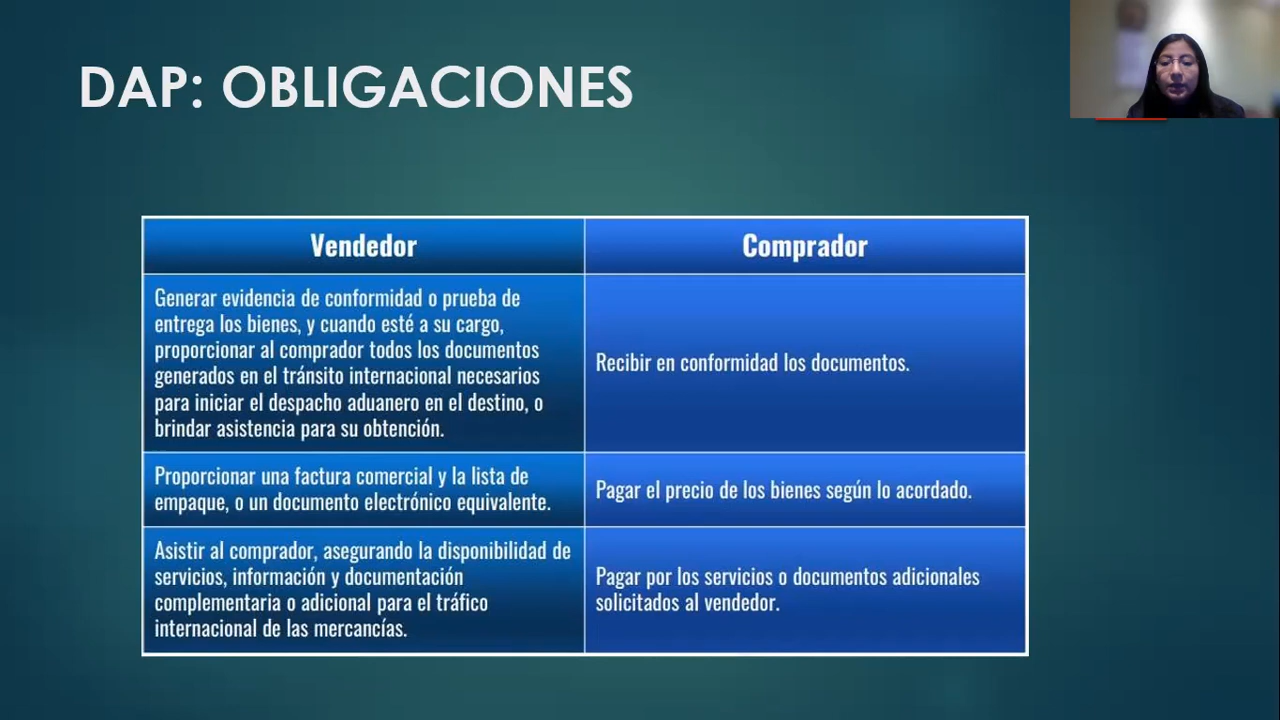 DAP: OBLIGACIONES
Vendedor
Comprador
Generar evidencia de conformidad o prueba de
entrega los bienes, y cuando esté a su cargo,
proporcionar al comprador todos los documentos
generados en el tránsito internacional necesarios
para iniciar el despacho aduanero en el destino, o
brindar asistencia para su obtención.
Recibir en conformidad los documentos.
Proporcionar una factura comercial y la lista de
empaque, o un documento electrónico equivalente.
Pagar el precio de los bienes según lo acordado.
Asistir al comprador, asegurando la disponibilidad de
servicios, información y documentación
complementaria o adicional para el tráfico
internacional de las mercancías.
Pagar por los servicios o documentos adicionales
solicitados al vendedor.